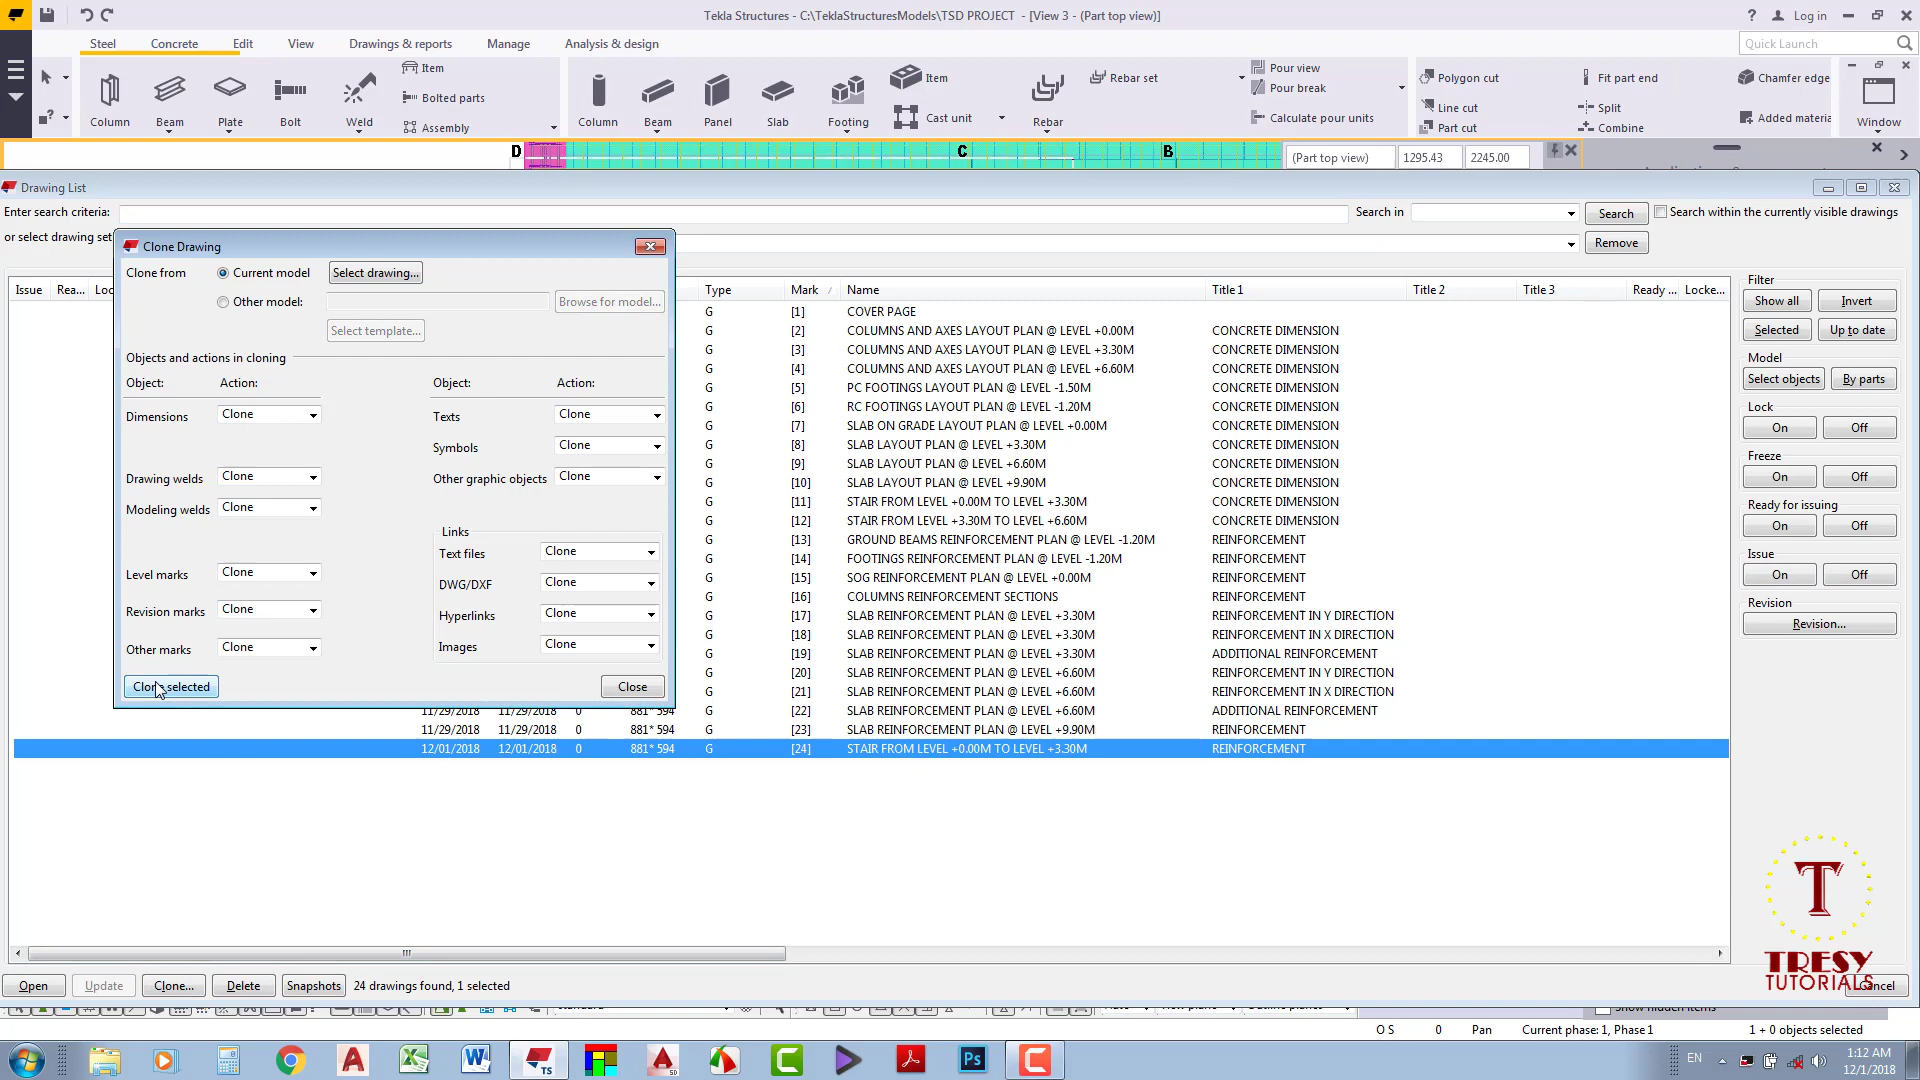 Tekla Structures - C:\TeklaStructuresModels\TSD PROJECT - [View 3 - (Part top view)]
? Log in
Steel Concrete Edit View Drawings & reports Manage Analysis & design
Quick Launch
Item
Bolted parts
Assembly
Column Beam Plate Bolt Weld
Column Beam Panel Slab Footing
Item
Cast unit
Rebar
Rebar set
Pour view
Pour break
Calculate pour units
Polygon cut
Line cut
Part cut
Fit part end
Split
Combine
Chamfer edge
Added materia
Window
D C B
(Part top view) 1295.43 2245.00
Drawing List
Enter search criteria: Search in Search Search within the currently visible drawings
or select drawing set Remove
Clone Drawing
Clone from Current model Select drawing...
Other model: Browse for model...
Select template...
Objects and actions in cloning
Object: Action: Object: Action:
Dimensions Clone Texts Clone
Symbols Clone
Drawing welds Clone Other graphic objects Clone
Modeling welds Clone
Links
Text files Clone
Level marks Clone DWG/DXF Clone
Revision marks Clone Hyperlinks Clone
Other marks Clone Images Clone
Clone selected Close
Issue Rea... Loc Type Mark Name Title 1 Title 2 Title 3 Ready ... Locke...
G [1] COVER PAGE
G [2] COLUMNS AND AXES LAYOUT PLAN @ LEVEL +0.00M CONCRETE DIMENSION
G [3] COLUMNS AND AXES LAYOUT PLAN @ LEVEL +3.30M CONCRETE DIMENSION
G [4] COLUMNS AND AXES LAYOUT PLAN @ LEVEL +6.60M CONCRETE DIMENSION
G [5] PC FOOTINGS LAYOUT PLAN @ LEVEL -1.50M CONCRETE DIMENSION
G [6] RC FOOTINGS LAYOUT PLAN @ LEVEL -1.20M CONCRETE DIMENSION
G [7] SLAB ON GRADE LAYOUT PLAN @ LEVEL +0.00M CONCRETE DIMENSION
G [8] SLAB LAYOUT PLAN @ LEVEL +3.30M CONCRETE DIMENSION
G [9] SLAB LAYOUT PLAN @ LEVEL +6.60M CONCRETE DIMENSION
G [10] SLAB LAYOUT PLAN @ LEVEL +9.90M CONCRETE DIMENSION
G [11] STAIR FROM LEVEL +0.00M TO LEVEL +3.30M CONCRETE DIMENSION
G [12] STAIR FROM LEVEL +3.30M TO LEVEL +6.60M CONCRETE DIMENSION
G [13] GROUND BEAMS REINFORCEMENT PLAN @ LEVEL -1.20M REINFORCEMENT
G [14] FOOTINGS REINFORCEMENT PLAN @ LEVEL -1.20M REINFORCEMENT
G [15] SOG REINFORCEMENT PLAN @ LEVEL +0.00M REINFORCEMENT
G [16] COLUMNS REINFORCEMENT SECTIONS REINFORCEMENT
G [17] SLAB REINFORCEMENT PLAN @ LEVEL +3.30M REINFORCEMENT IN Y DIRECTION
G [18] SLAB REINFORCEMENT PLAN @ LEVEL +3.30M REINFORCEMENT IN X DIRECTION
G [19] SLAB REINFORCEMENT PLAN @ LEVEL +3.30M ADDITIONAL REINFORCEMENT
G [20] SLAB REINFORCEMENT PLAN @ LEVEL +6.60M REINFORCEMENT IN Y DIRECTION
G [21] SLAB REINFORCEMENT PLAN @ LEVEL +6.60M REINFORCEMENT IN X DIRECTION
11/29/2018 11/29/2018 0 881* 594 G [22] SLAB REINFORCEMENT PLAN @ LEVEL +6.60M ADDITIONAL REINFORCEMENT
11/29/2018 11/29/2018 0 881* 594 G [23] SLAB REINFORCEMENT PLAN @ LEVEL +9.90M REINFORCEMENT
12/01/2018 12/01/2018 0 881* 594 G [24] STAIR FROM LEVEL +0.00M TO LEVEL +3.30M REINFORCEMENT
Filter
Show all Invert
Selected Up to date
Model
Select objects By parts
Lock
On Off
Freeze
On Off
Ready for issuing
On Off
Issue
On Off
Revision
Revision...
T
TRESY
TUTORIALS
Open Update Clone... Delete Snapshots 24 drawings found, 1 selected Cancel
O S 0 Pan Current phase: 1, Phase 1 1 + 0 objects selected
EN 1:12 AM
12/1/2018